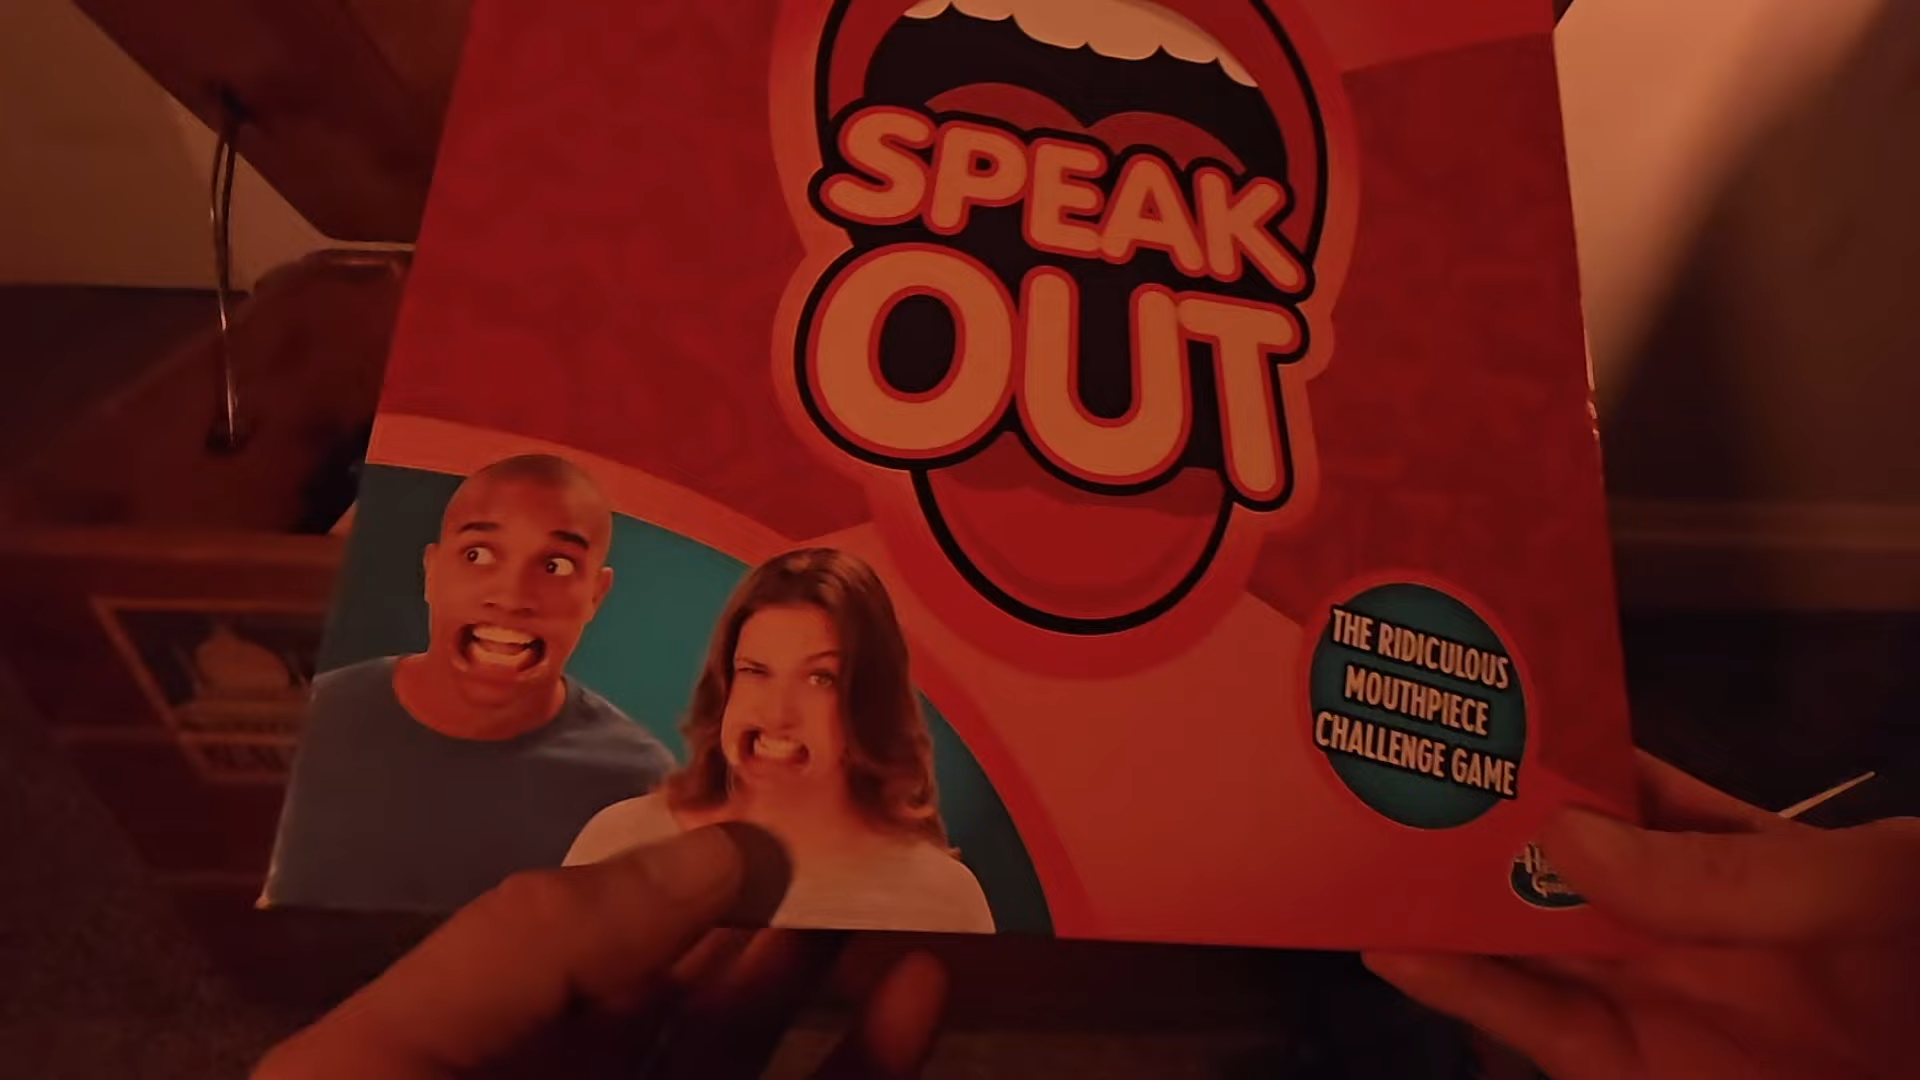 SPEAK
OUT
THE RIDICULOUS
MOUTHPIECE
CHALLENGE GAME